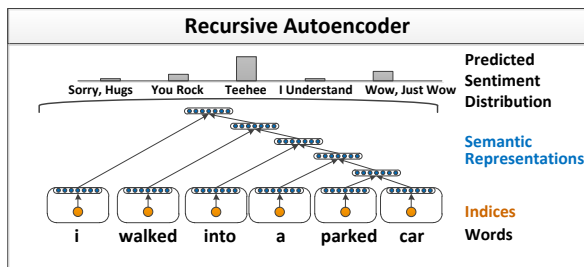 Recursive Autoencoder
Sorry, Hugs You Rock Teehee I Understand Wow, Just Wow
Predicted
Sentiment
Distribution
Semantic
Representations
Indices
i walked into a parked car
Words